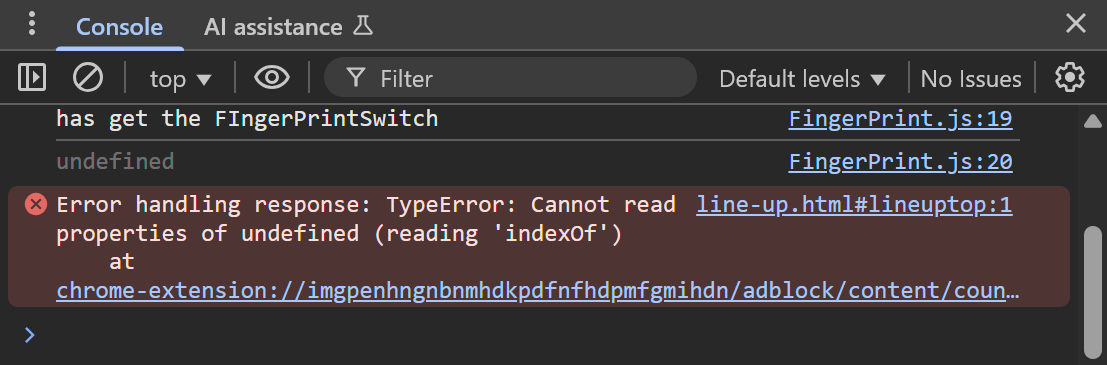 Console AI assistance
top Filter Default levels No Issues
has get the FIngerPrintSwitch FingerPrint.js:19
undefined FingerPrint.js:20
Error handling response: TypeError: Cannot read line-up.html#lineuptop:1
properties of undefined (reading 'indexOf')
at
chrome-extension://imgpenhngnbnmhdkpdfnfhdpmfgmihdn/adblock/content/coun…